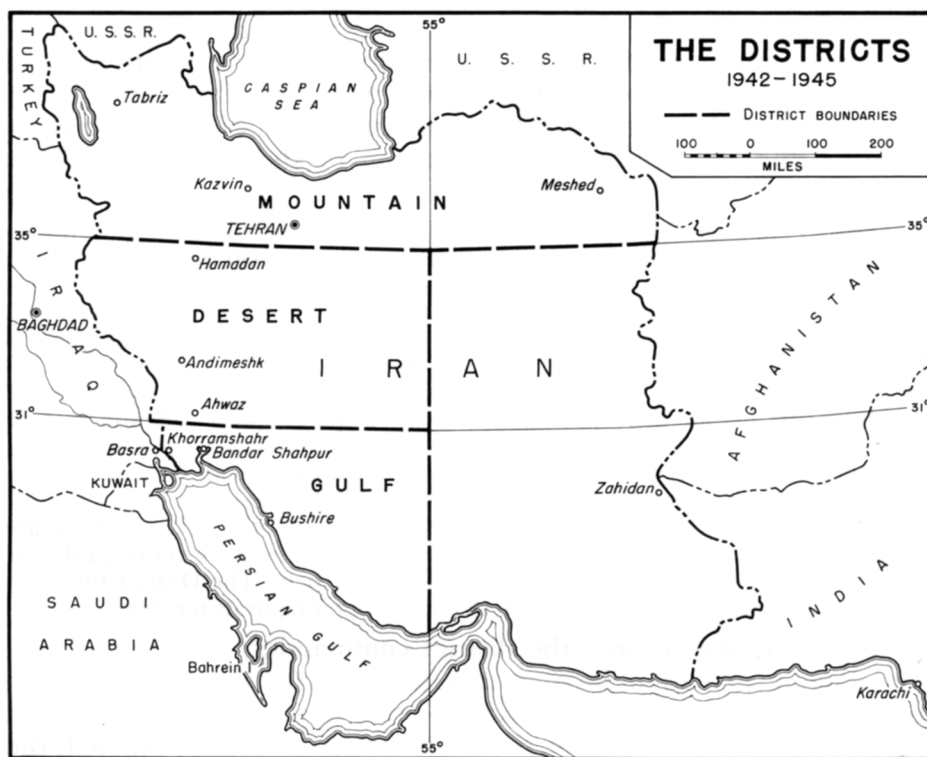 55°
THE DISTRICTS
1942–1945
DISTRICT BOUNDARIES
100 0 100 200
MILES
U. S. S. R.
U. S. S. R.
TURKEY
Tabriz
CASPIAN
SEA
Kazvin
Meshed
MOUNTAIN
TEHRAN
35°
35°
Hamadan
IRAQ
BAGHDAD
DESERT
AFGHANISTAN
Andimeshk
IRAN
Ahwaz
31°
31°
Khorramshahr
Basra
Bandar Shahpur
KUWAIT
GULF
Zahidan
Bushire
PERSIAN GULF
SAUDI
ARABIA
INDIA
Bahrein I
Karachi
55°